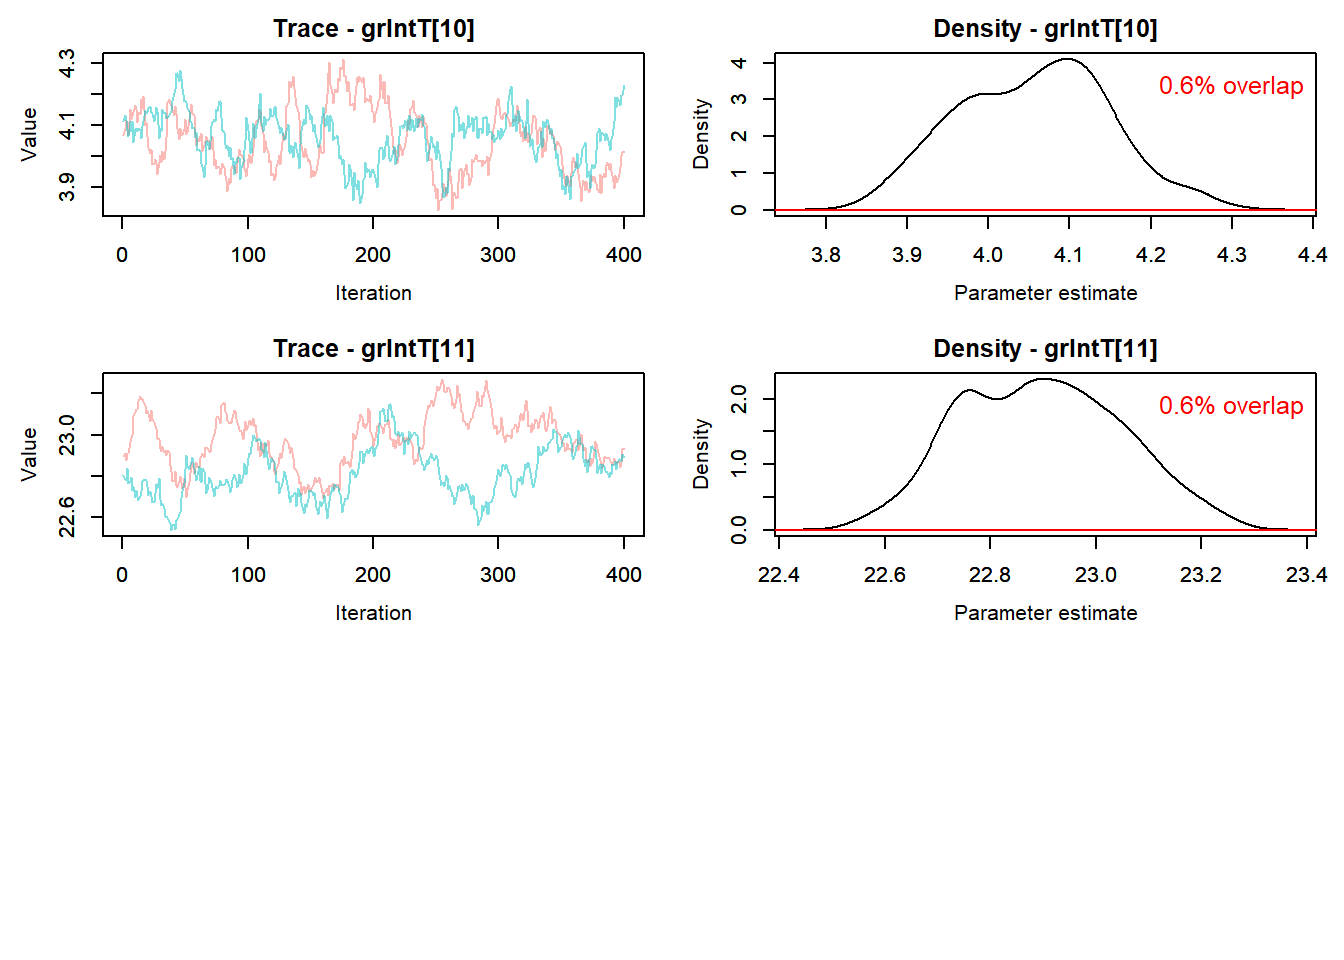 Trace - grIntT[10]
Value
4.3
4.1
3.9
0 100 200 300 400
Iteration
Density - grIntT[10]
0.6% overlap
Density
4
3
2
1
0
3.8 3.9 4.0 4.1 4.2 4.3 4.4
Parameter estimate
Trace - grIntT[11]
Value
23.0
22.6
0 100 200 300 400
Iteration
Density - grIntT[11]
0.6% overlap
Density
2.0
1.0
0.0
22.4 22.6 22.8 23.0 23.2 23.4
Parameter estimate